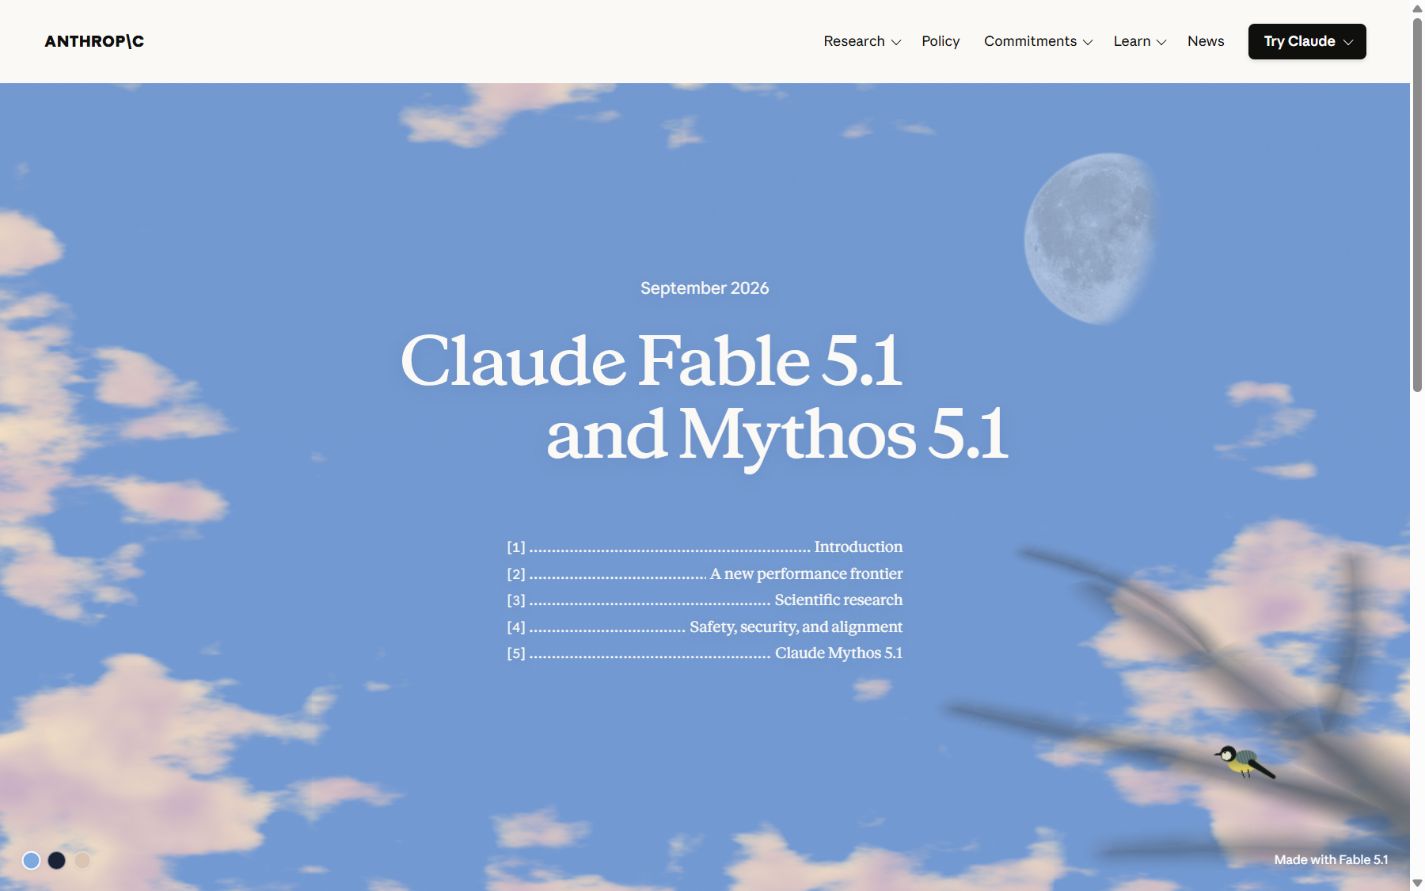 ANTHROP\C
Research
Policy
Commitments
Learn
News
Try Claude
September 2026
Claude Fable 5.1
and Mythos 5.1
[1] ................................................................ Introduction
[2] ........................................ A new performance frontier
[3] ...................................................... Scientific research
[4] ................................... Safety, security, and alignment
[5] ...................................................... Claude Mythos 5.1
Made with Fable 5.1